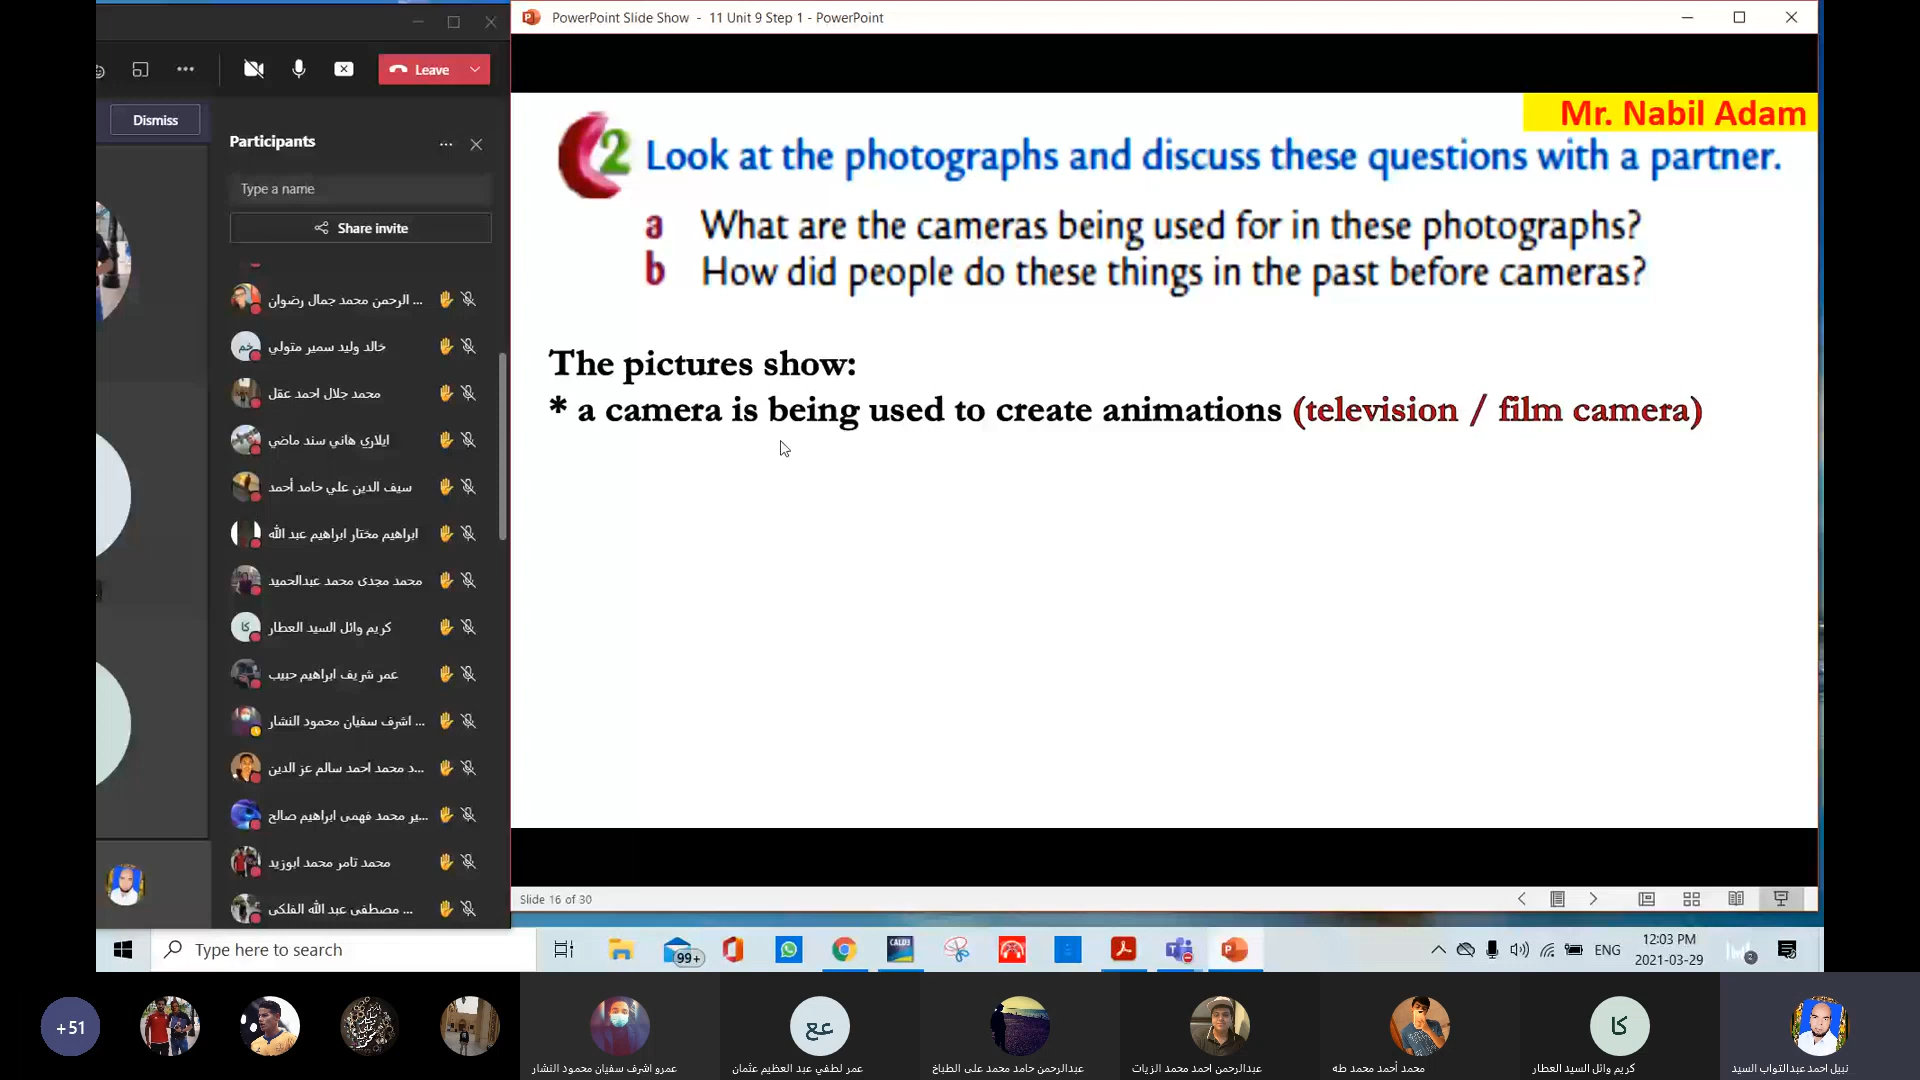 PowerPoint Slide Show - 11 Unit 9 Step 1 - PowerPoint
Leave
Dismiss
Participants
Type a name
Share invite
الرحمن محمد جمال رضوان ...
خم
خالد وليد سمير متولي
محمد جلال احمد عقل
ايلاري هاني سند ماضي
سيف الدين علي حامد أحمد
ابراهيم مختار ابراهيم عبد الله
محمد مجدى محمد عبدالحميد
كا
كريم وائل السيد العطار
عمر شريف ابراهيم حبيب
اشرف سفيان محمود النشار ...
د محمد احمد سالم عز الدين...
ير محمد فهمى ابراهيم صالح...
محمد تامر محمد ابوزيد
مصطفى عبد الله الفلكى ...
Mr. Nabil Adam
2 Look at the photographs and discuss these questions with a partner.
a What are the cameras being used for in these photographs?
b How did people do these things in the past before cameras?
The pictures show:
* a camera is being used to create animations (television / film camera)
Slide 16 of 30
Type here to search
99+
CALD3
ENG
12:03 PM
2021-03-29
+51
عمرو اشرف سفيان محمود النشار
عع
عمر لطفي عبد العظيم عثمان
عبدالرحمن حامد محمد على الطباخ
عبدالرحمن احمد محمد الزيات
محمد أحمد محمد طه
كا
كريم وائل السيد العطار
نبيل احمد عبدالتواب السيد